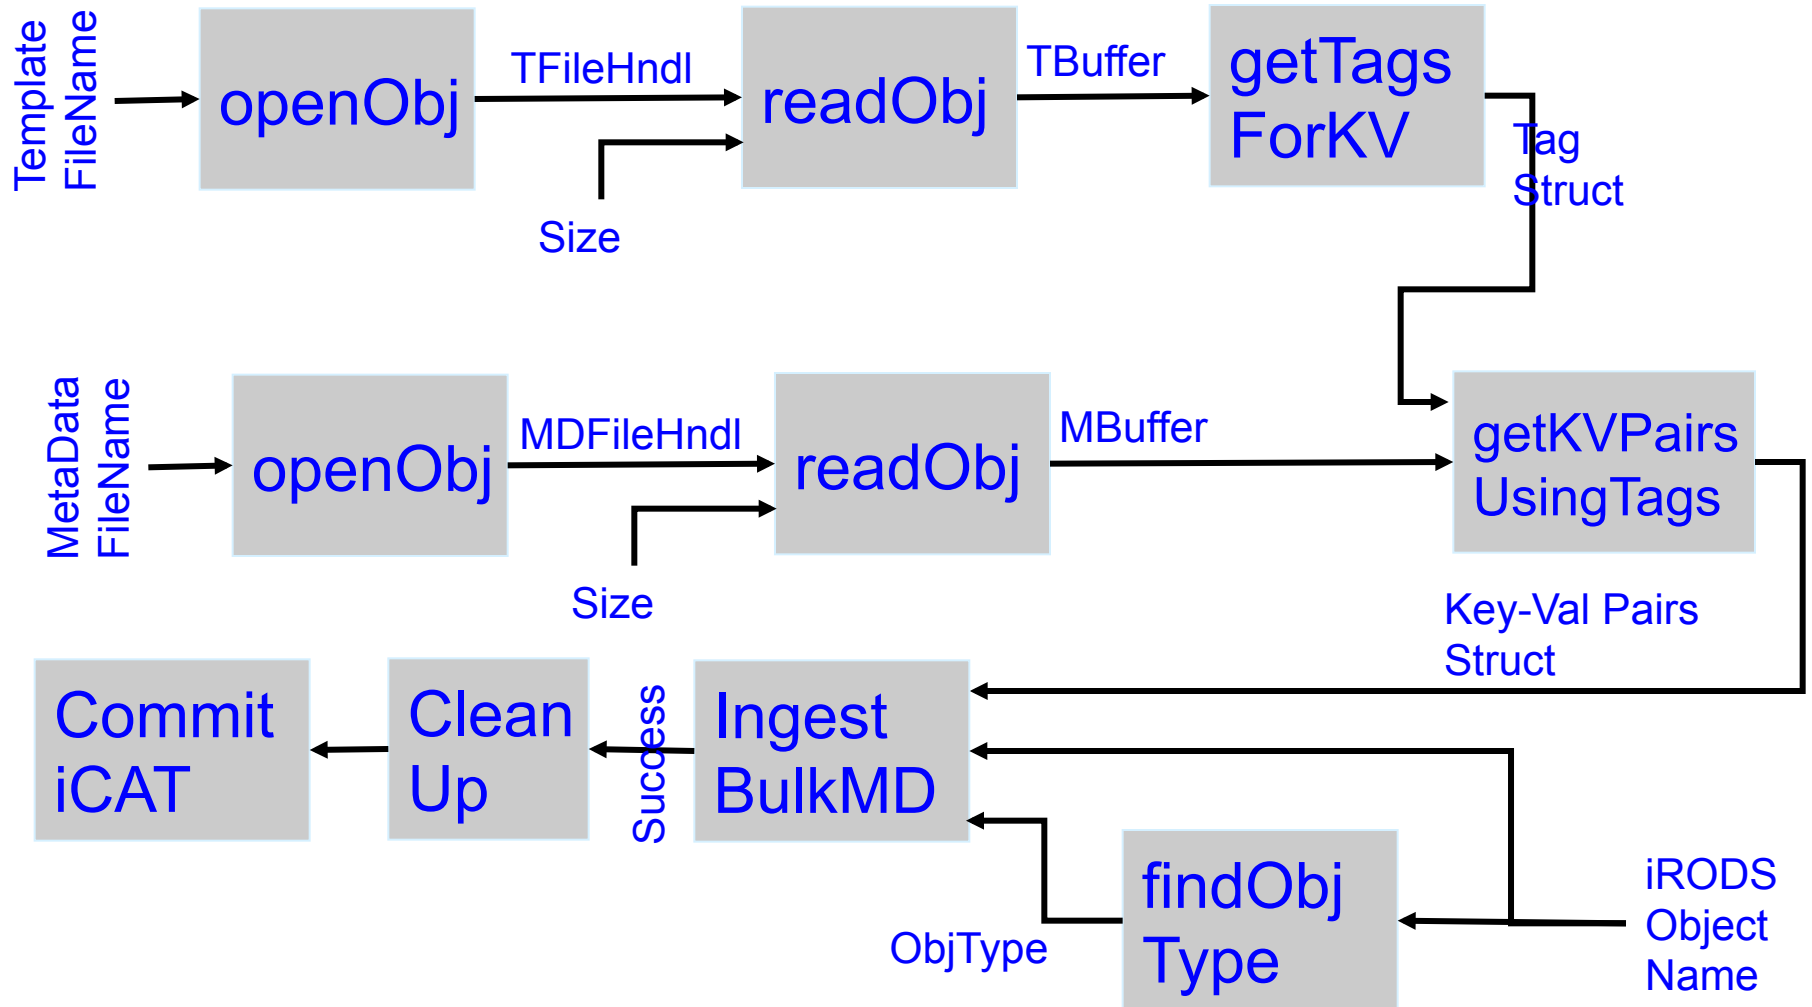 Template
FileName
openObj
TFileHndl
readObj
TBuffer
getTags
ForKV
Tag
Struct
Size
MetaData
FileName
openObj
MDFileHndl
readObj
MBuffer
getKVPairs
UsingTags
Size
Key-Val Pairs
Struct
Commit
iCAT
Clean
Up
Success
Ingest
BulkMD
findObj
Type
ObjType
iRODS
Object
Name